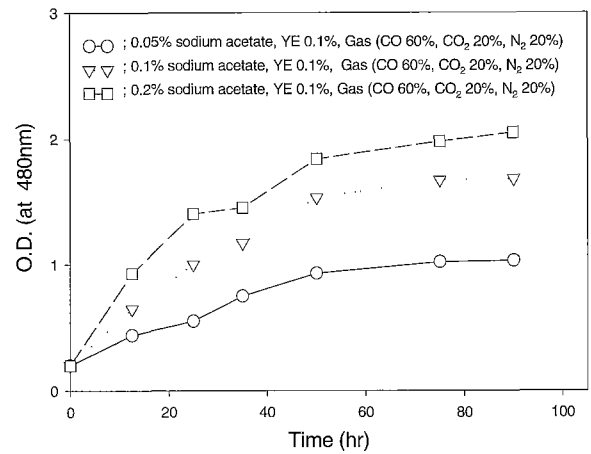 3
; 0.05% sodium acetate, YE 0.1%, Gas (CO 60%, CO₂ 20%, N₂ 20%)
; 0.1% sodium acetate, YE 0.1%, Gas (CO 60%, CO₂ 20%, N₂ 20%)
; 0.2% sodium acetate, YE 0.1%, Gas (CO 60%, CO₂ 20%, N₂ 20%)
2
O.D. (at 480nm)
1
0
0 20 40 60 80 100
Time (hr)